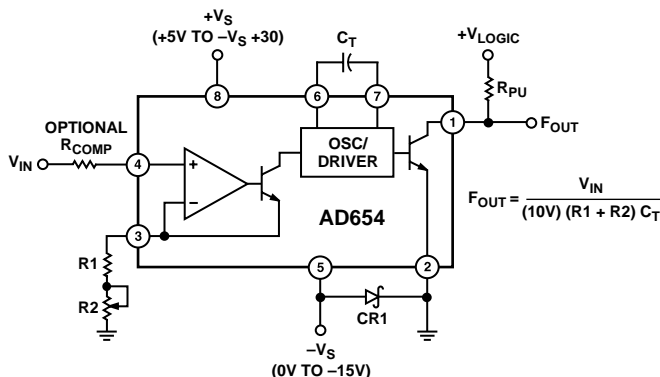 +VS
(+5V TO –VS +30)
CT
+VLOGIC
RPU
8
6
7
1
FOUT
OPTIONAL
RCOMP
OSC/
DRIVER
VIN
4
+
–
AD654
FOUT = VIN / (10V) (R1 + R2) CT
3
R1
R2
5
2
CR1
–VS
(0V TO –15V)